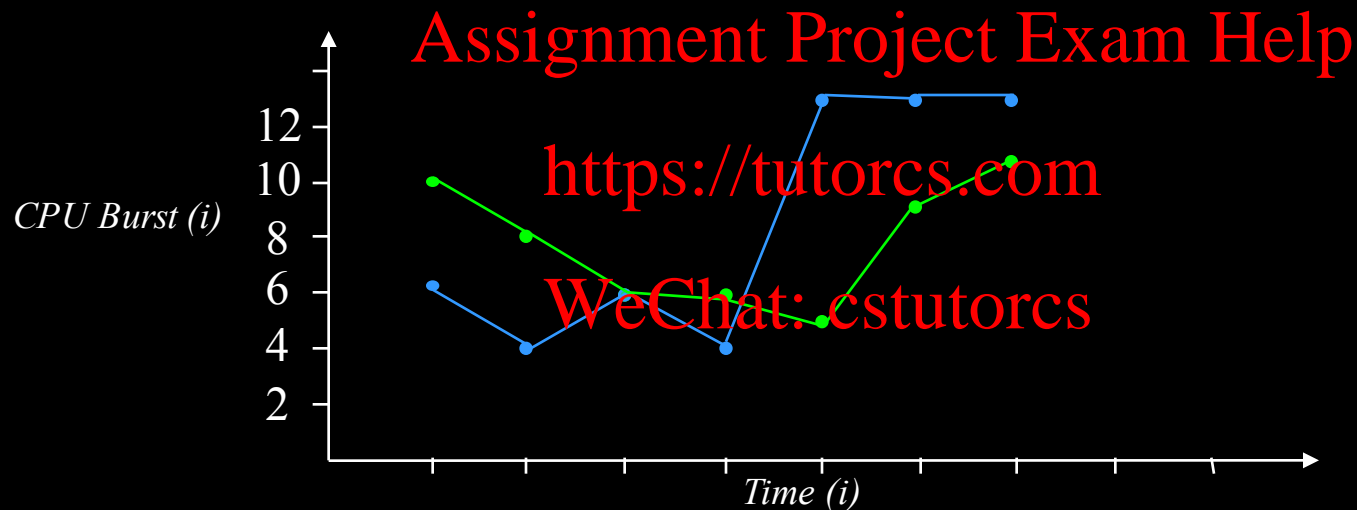 Assignment Project Exam Help
12
https://tutorcs.com
10
CPU Burst (i)
8
6
WeChat: cstutorcs
4
2
Time (i)